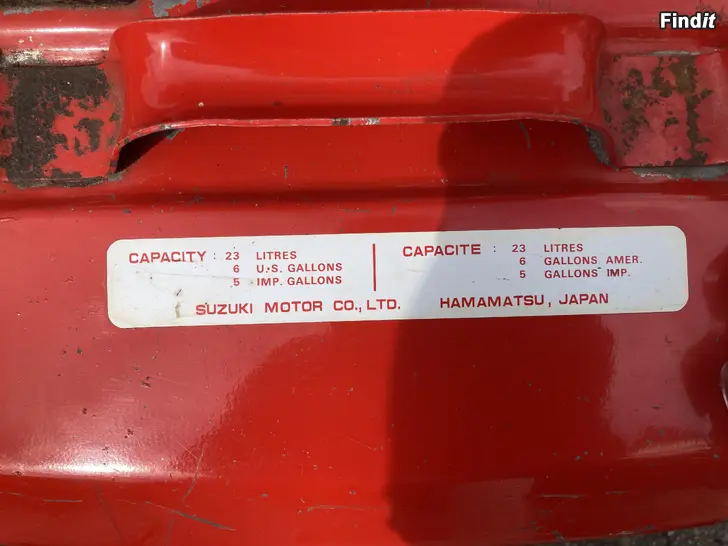 Findit
CAPACITY : 23 LITRES
6 U.S. GALLONS
5 IMP. GALLONS
CAPACITE : 23 LITRES
6 GALLONS AMER.
5 GALLONS IMP.
SUZUKI MOTOR CO., LTD. HAMAMATSU, JAPAN